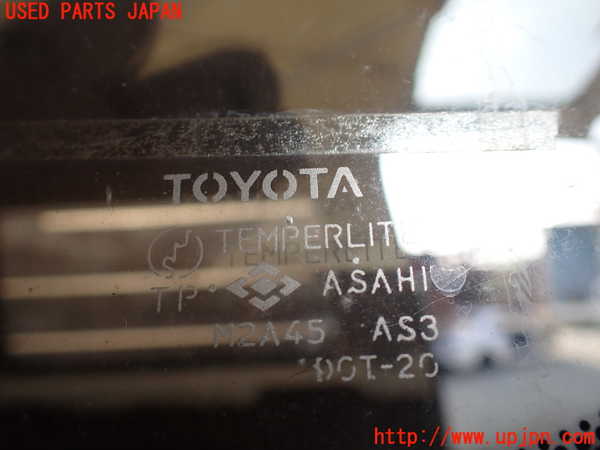 USED PARTS JAPAN
TOYOTA
TEMPERLITE
TP ASAHI
M2A45 AS3
DOT-20
http://www.upjpn.com